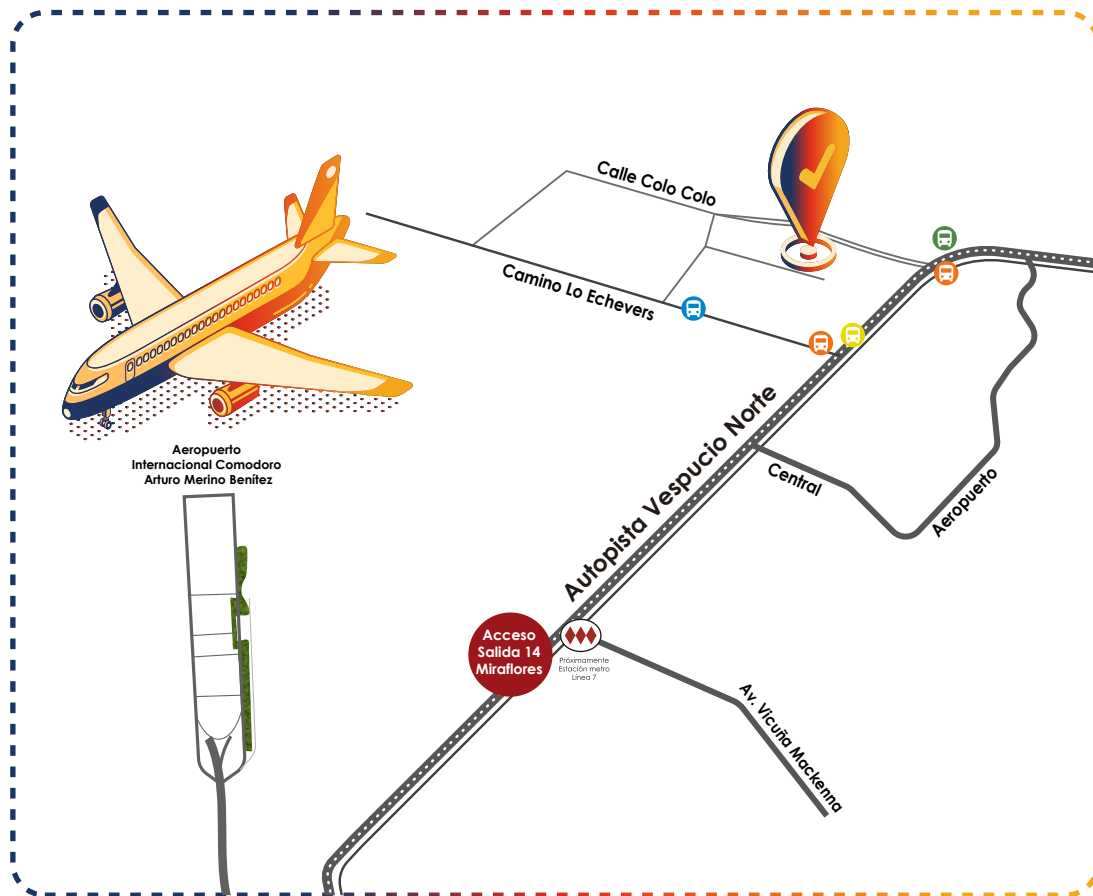 Calle Colo Colo
Camino Lo Echevers
Autopista Vespucio Norte
Central
Aeropuerto
Aeropuerto
Internacional Comodoro
Arturo Merino Benítez
Acceso
Salida 14
Miraflores
Próximamente
Estación metro
Línea 7
Av. Vicuña Mackenna